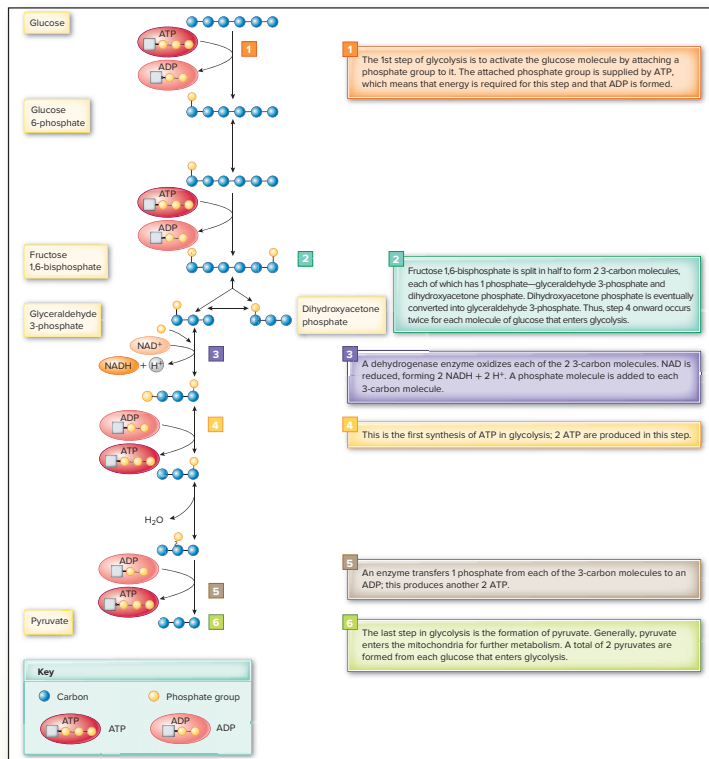 Glucose
ATP
ADP
1
1
The 1st step of glycolysis is to activate the glucose molecule by attaching a
phosphate group to it. The attached phosphate group is supplied by ATP,
which means that energy is required for this step and that ADP is formed.
Glucose
6-phosphate
ATP
ADP
Fructose
1,6-bisphosphate
2
2
Fructose 1,6-bisphosphate is split in half to form 2 3-carbon molecules,
each of which has 1 phosphate—glyceraldehyde 3-phosphate and
dihydroxyacetone phosphate. Dihydroxyacetone phosphate is eventually
converted into glyceraldehyde 3-phosphate. Thus, step 4 onward occurs
twice for each molecule of glucose that enters glycolysis.
Glyceraldehyde
3-phosphate
Dihydroxyacetone
phosphate
NAD+
NADH + H+
3
3
A dehydrogenase enzyme oxidizes each of the 2 3-carbon molecules. NAD is
reduced, forming 2 NADH + 2 H+. A phosphate molecule is added to each
3-carbon molecule.
ADP
ATP
4
4
This is the first synthesis of ATP in glycolysis; 2 ATP are produced in this step.
H2O
ADP
ATP
5
5
An enzyme transfers 1 phosphate from each of the 3-carbon molecules to an
ADP; this produces another 2 ATP.
Pyruvate
6
6
The last step in glycolysis is the formation of pyruvate. Generally, pyruvate
enters the mitochondria for further metabolism. A total of 2 pyruvates are
formed from each glucose that enters glycolysis.
Key
Carbon
Phosphate group
ATP
ATP
ADP
ADP